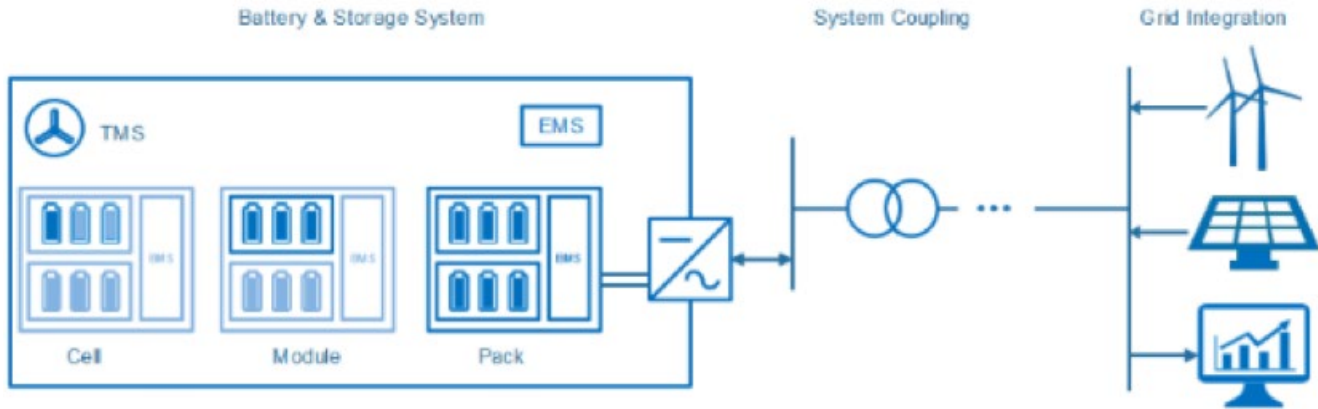 Battery & Storage System
System Coupling
Grid Integration
TMS
EMS
BMS
BMS
BMS
Cell
Module
Pack